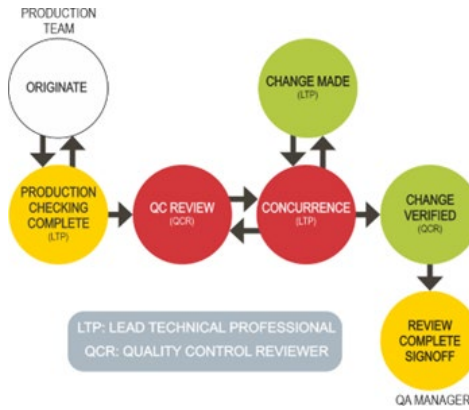 PRODUCTION
TEAM
ORIGINATE
CHANGE MADE
(LTP)
PRODUCTION
CHECKING
COMPLETE
(LTP)
QC REVIEW
(QCR)
CONCURRENCE
(LTP)
CHANGE
VERIFIED
(QCR)
LTP: LEAD TECHNICAL PROFESSIONAL
QCR: QUALITY CONTROL REVIEWER
REVIEW
COMPLETE
SIGNOFF
QA MANAGER